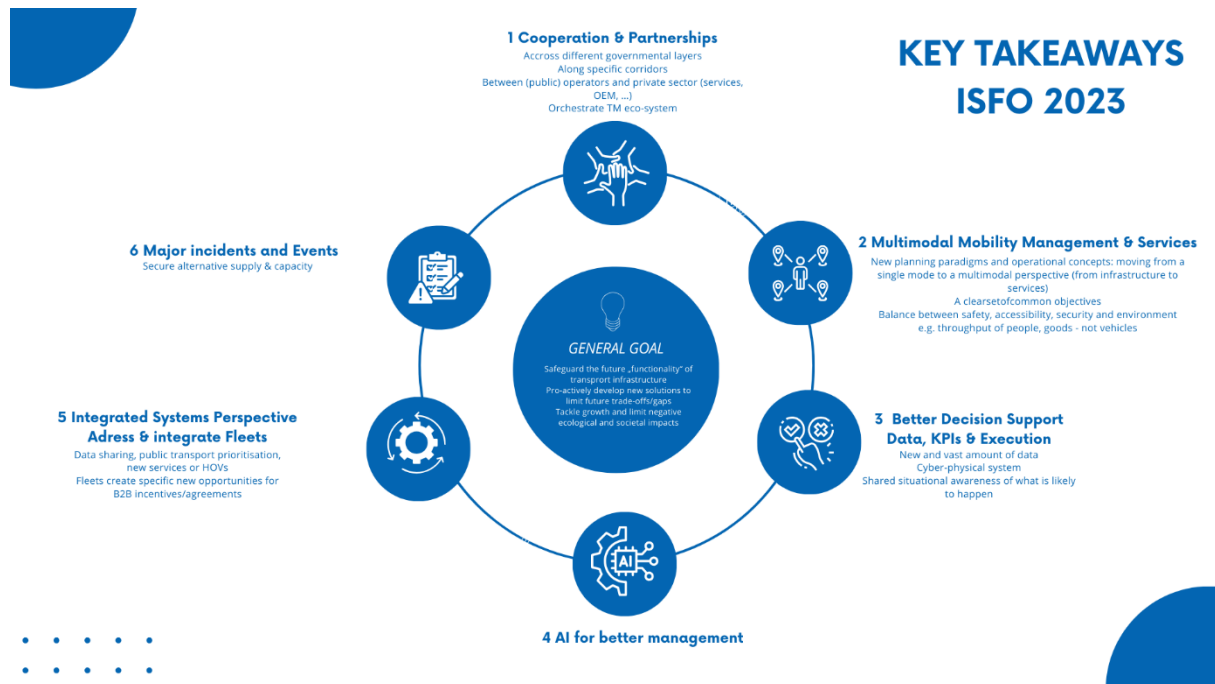 KEY TAKEAWAYS
ISFO 2023
1 Cooperation & Partnerships
Accross different governmental layers
Along specific corridors
Between (public) operators and private sector (services,
OEM, ...)
Orchestrate TM eco-system
2 Multimodal Mobility Management & Services
New planning paradigms and operational concepts: moving from a
single mode to a multimodal perspective (from infrastructure to
services)
A clearsetofcommon objectives
Balance between safety, accessibility, security and environment
e.g. throughput of people, goods - not vehicles
3 Better Decision Support
Data, KPIs & Execution
New and vast amount of data
Cyber-physical system
Shared situational awareness of what is likely
to happen
AI
4 AI for better management
5 Integrated Systems Perspective
Adress & integrate Fleets
Data sharing, public transport prioritisation,
new services or HOVs
Fleets create specific new opportunities for
B2B incentives/agreements
6 Major incidents and Events
Secure alternative supply & capacity
GENERAL GOAL
Safeguard the future „functionality“ of
transprort infrastructure
Pro-actively develop new solutions to
limit future trade-offs/gaps
Tackle growth and limit negative
ecological and societal impacts